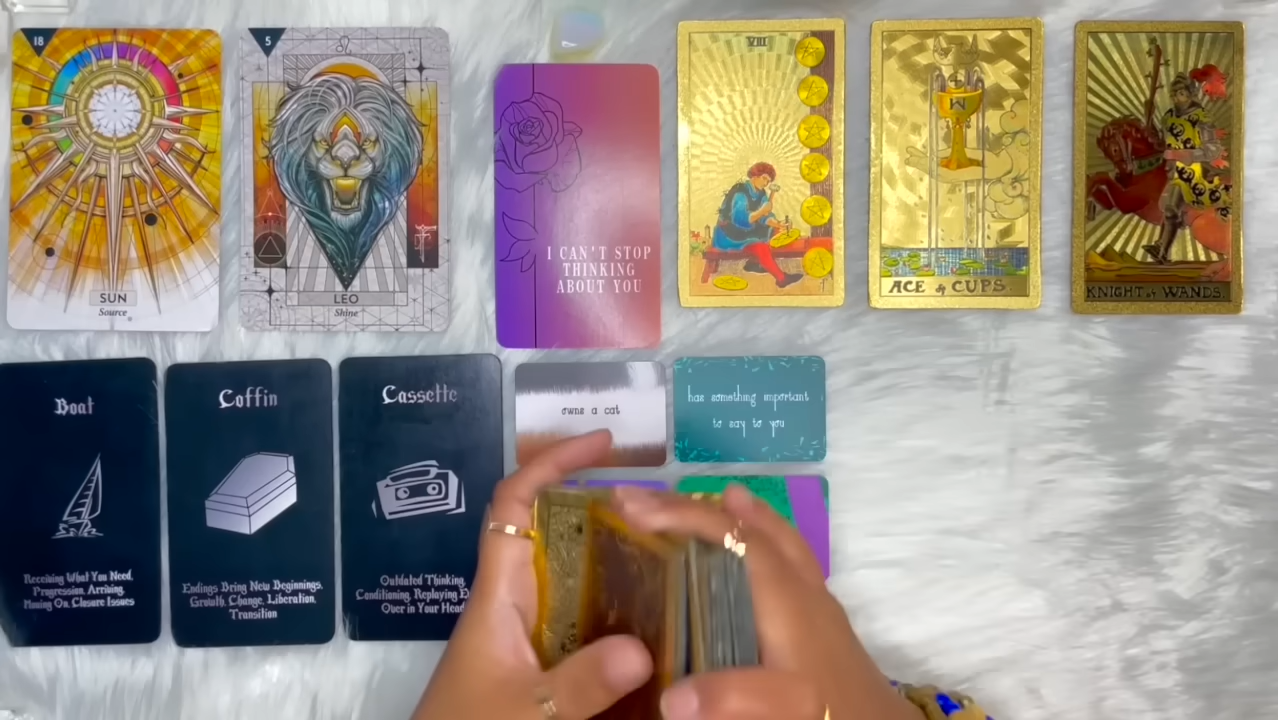 18
SUN
Source
5
LEO
Shine
I CAN'T STOP
THINKING
ABOUT YOU
VIII
ACE of CUPS.
KNIGHT of WANDS.
Boat
Receiving What You Need,
Progression, Arriving,
Moving On, Closure Issues
Coffin
Endings Bring New Beginnings,
Growth, Change, Liberation,
Transition
Cassette
Outdated Thinking,
Conditioning, Replaying
Over in Your Head
owns a cat
has something important
to say to you